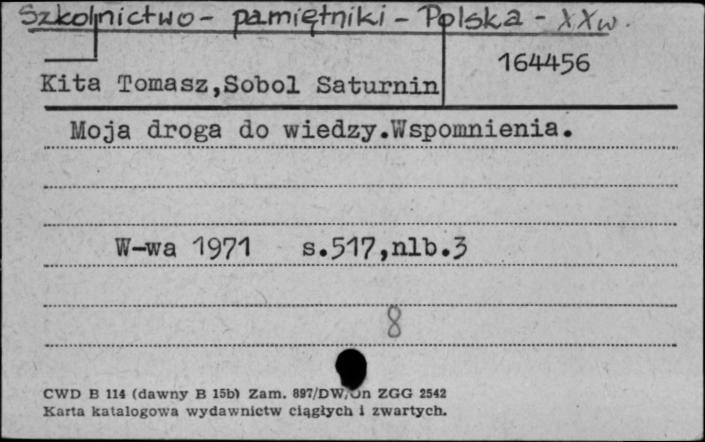 Szkolnictwo - pamiętniki - Polska - XXw.
164456
Kita Tomasz,Sobol Saturnin
Moja droga do wiedzy.Wspomnienia.
W-wa 1971 s.517,nlb.3
8
CWD B 114 (dawny B 15b) Zam. 897/DW/Un ZGG 2542
Karta katalogowa wydawnictw ciągłych i zwartych.